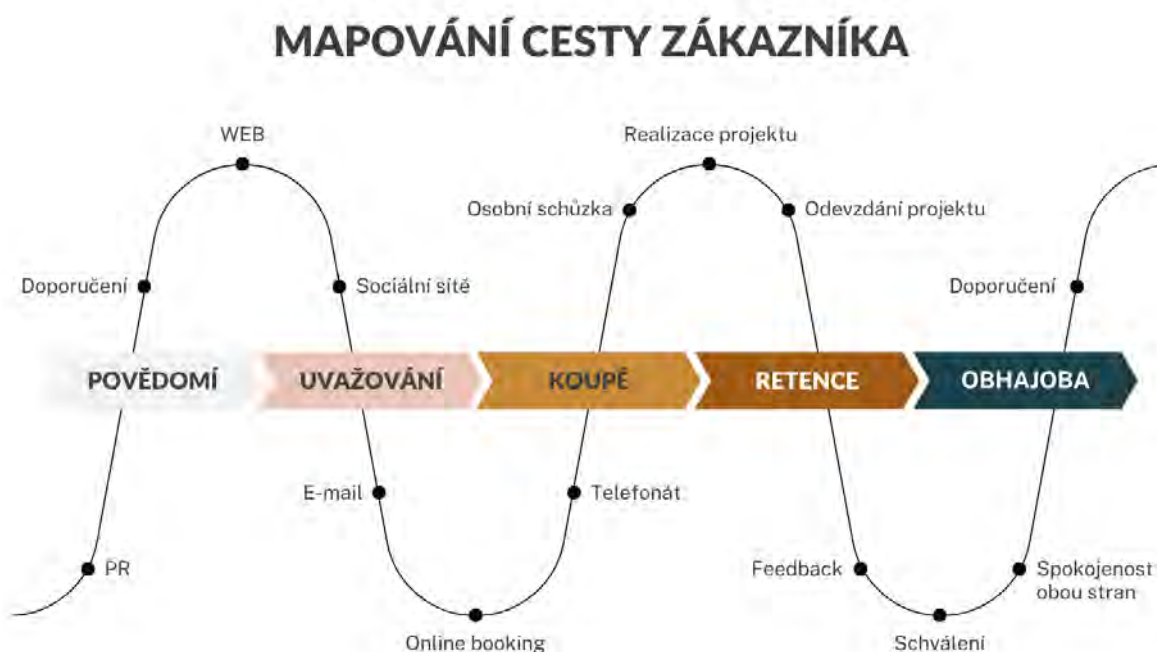 MAPOVÁNÍ CESTY ZÁKAZNÍKA
WEB
Realizace projektu
Osobní schůzka
Odevzdání projektu
Doporučení
Sociální sítě
Doporučení
POVĚDOMÍ
UVAŽOVÁNÍ
KOUPĚ
RETENCE
OBHAJOBA
E-mail
Telefonát
PR
Feedback
Spokojenost
obou stran
Online booking
Schválení